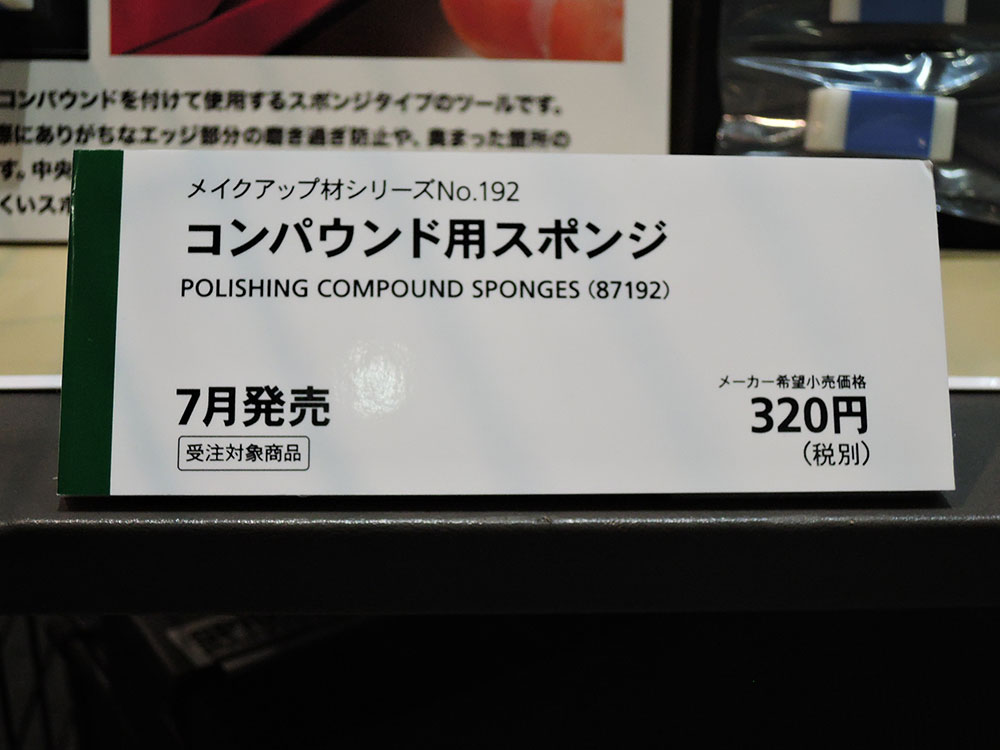 コンパウンドを付けて使用するスポンジタイプのツールです。
際にありがちなエッジ部分の磨き過ぎ防止や、奥まった箇所の
す。中央
くいスポ
メイクアップ材シリーズNo.192
コンパウンド用スポンジ
POLISHING COMPOUND SPONGES (87192)
7月発売
受注対象商品
メーカー希望小売価格
320円
(税別)